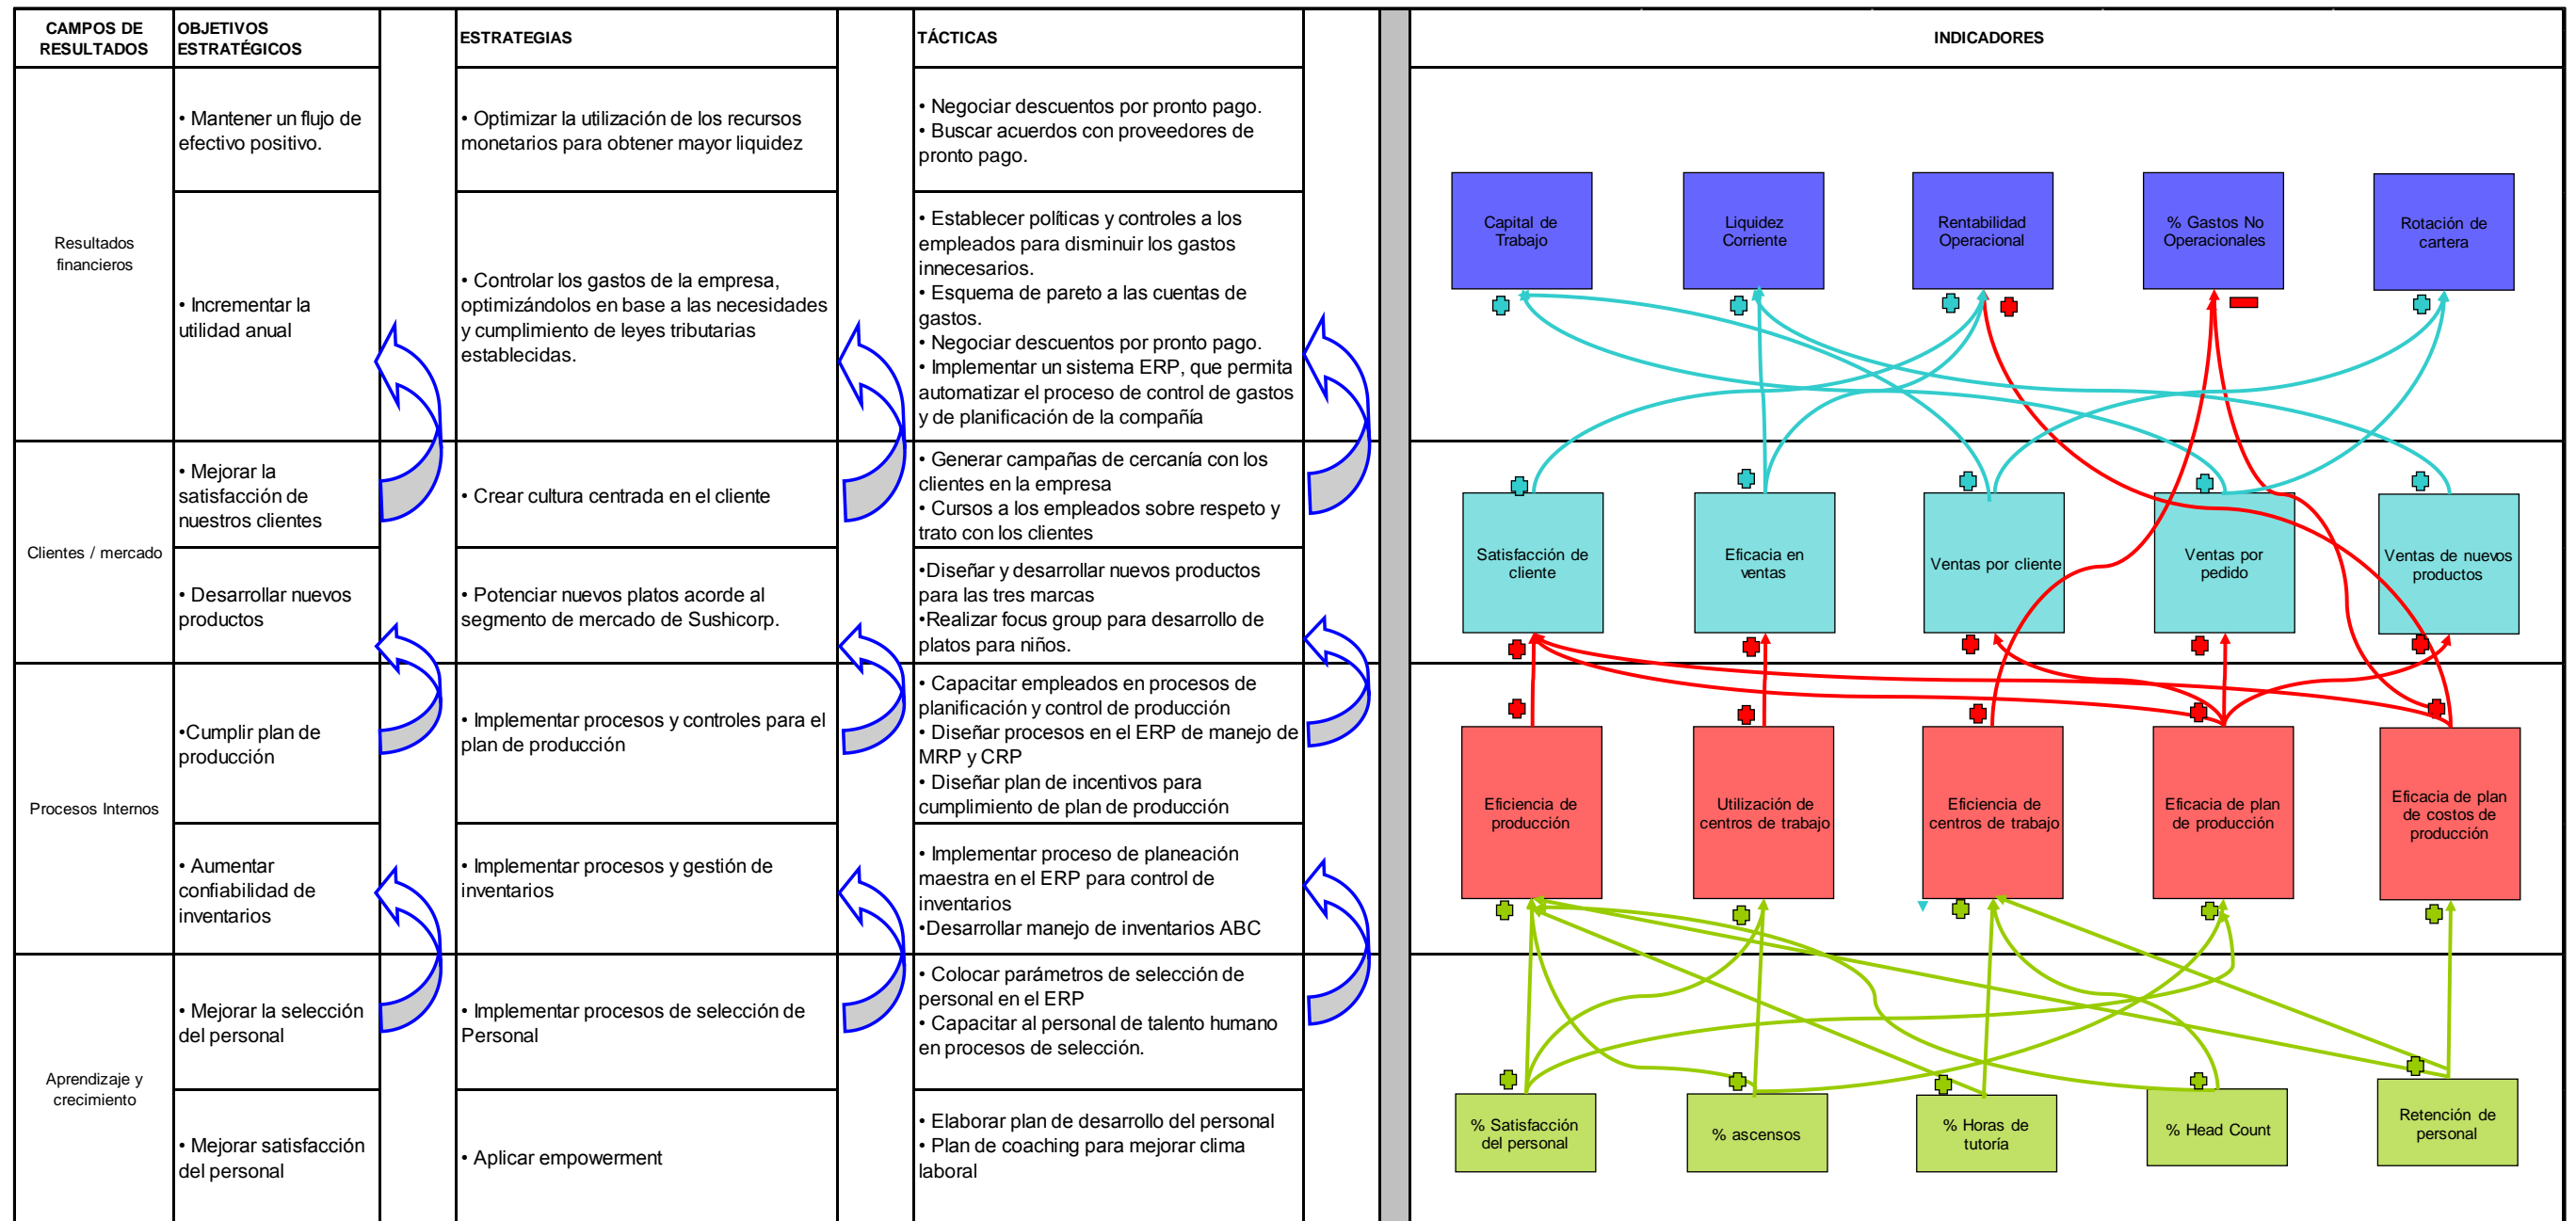 CAMPOS DE
RESULTADOS
OBJETIVOS
ESTRATÉGICOS
ESTRATEGIAS
TÁCTICAS
INDICADORES
Resultados
financieros
• Mantener un flujo de
efectivo positivo.
• Optimizar la utilización de los recursos
monetarios para obtener mayor liquidez
• Negociar descuentos por pronto pago.
• Buscar acuerdos con proveedores de
pronto pago.
• Incrementar la
utilidad anual
• Controlar los gastos de la empresa,
optimizándolos en base a las necesidades
y cumplimiento de leyes tributarias
establecidas.
• Establecer políticas y controles a los
empleados para disminuir los gastos
innecesarios.
• Esquema de pareto a las cuentas de
gastos.
• Negociar descuentos por pronto pago.
• Implementar un sistema ERP, que permita
automatizar el proceso de control de gastos
y de planificación de la compañía
Capital de
Trabajo
Liquidez
Corriente
Rentabilidad
Operacional
% Gastos No
Operacionales
Rotación de
cartera
Clientes / mercado
• Mejorar la
satisfacción de
nuestros clientes
• Crear cultura centrada en el cliente
• Generar campañas de cercanía con los
clientes en la empresa
• Cursos a los empleados sobre respeto y
trato con los clientes
• Desarrollar nuevos
productos
• Potenciar nuevos platos acorde al
segmento de mercado de Sushicorp.
•Diseñar y desarrollar nuevos productos
para las tres marcas
•Realizar focus group para desarrollo de
platos para niños.
Satisfacción de
cliente
Eficacia en
ventas
Ventas por cliente
Ventas por
pedido
Ventas de nuevos
productos
Procesos Internos
•Cumplir plan de
producción
• Implementar procesos y controles para el
plan de producción
• Capacitar empleados en procesos de
planificación y control de producción
• Diseñar procesos en el ERP de manejo de
MRP y CRP
• Diseñar plan de incentivos para
cumplimiento de plan de producción
• Aumentar
confiabilidad de
inventarios
• Implementar procesos y gestión de
inventarios
• Implementar proceso de planeación
maestra en el ERP para control de
inventarios
•Desarrollar manejo de inventarios ABC
Eficiencia de
producción
Utilización de
centros de trabajo
Eficiencia de
centros de trabajo
Eficacia de plan
de producción
Eficacia de plan
de costos de
producción
Aprendizaje y
crecimiento
• Mejorar la selección
del personal
• Implementar procesos de selección de
Personal
• Colocar parámetros de selección de
personal en el ERP
• Capacitar al personal de talento humano
en procesos de selección.
• Mejorar satisfacción
del personal
• Aplicar empowerment
• Elaborar plan de desarrollo del personal
• Plan de coaching para mejorar clima
laboral
% Satisfacción
del personal
% ascensos
% Horas de
tutoría
% Head Count
Retención de
personal